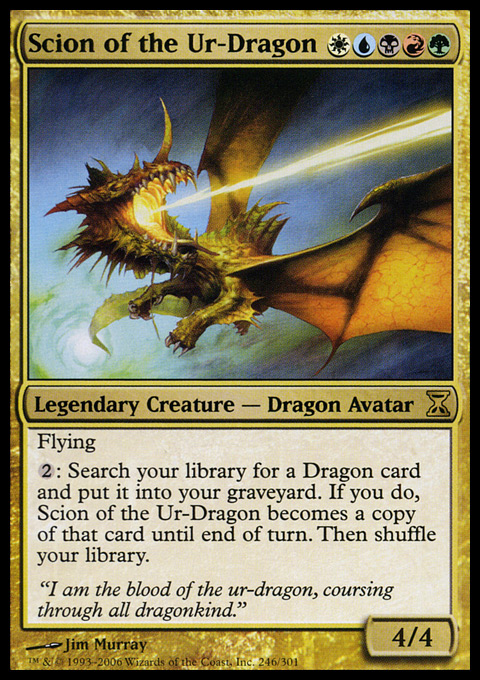 Scion of the Ur-Dragon
Legendary Creature — Dragon Avatar
Flying
2: Search your library for a Dragon card
and put it into your graveyard. If you do,
Scion of the Ur-Dragon becomes a copy
of that card until end of turn. Then shuffle
your library.
“I am the blood of the ur-dragon, coursing
through all dragonkind.”
Jim Murray
4/4
™ & © 1993–2006 Wizards of the Coast, Inc. 246/301